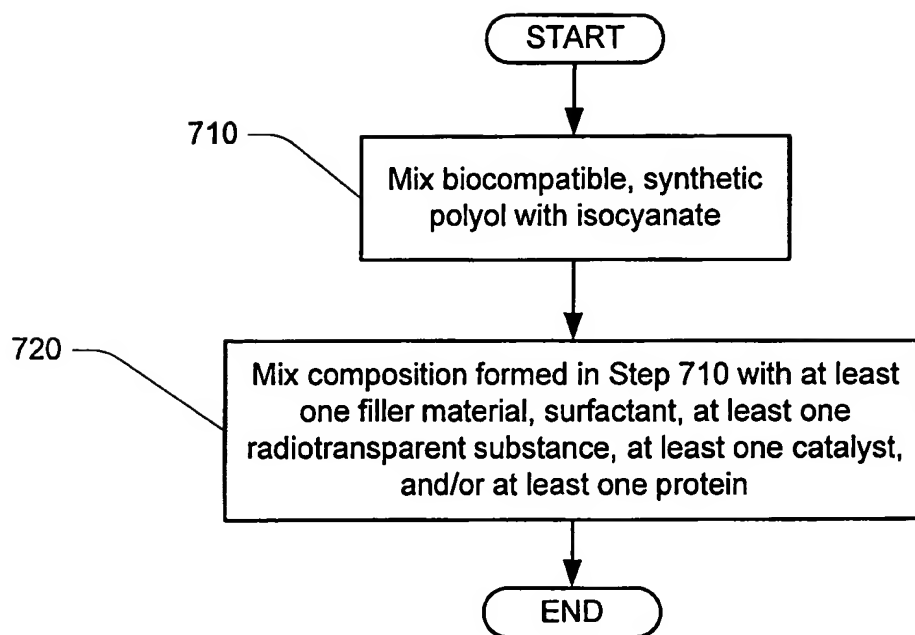 START
710
Mix biocompatible, synthetic
polyol with isocyanate
720
Mix composition formed in Step 710 with at least
one filler material, surfactant, at least one
radiotransparent substance, at least one catalyst,
and/or at least one protein
END